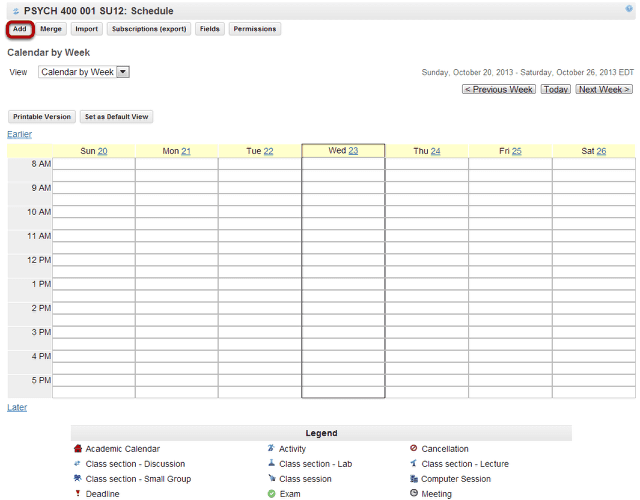 PSYCH 400 001 SU12: Schedule
Add Merge Import Subscriptions (export) Fields Permissions
Calendar by Week
View Calendar by Week Sunday, October 20, 2013 - Saturday, October 26, 2013 EDT
< Previous Week Today Next Week >
Printable Version Set as Default View
Earlier
Sun 20 Mon 21 Tue 22 Wed 23 Thu 24 Fri 25 Sat 26
8 AM
9 AM
10 AM
11 AM
12 PM
1 PM
2 PM
3 PM
4 PM
5 PM
Later
Legend
Academic Calendar Activity Cancellation
Class section - Discussion Class section - Lab Class section - Lecture
Class section - Small Group Class session Computer Session
Deadline Exam Meeting